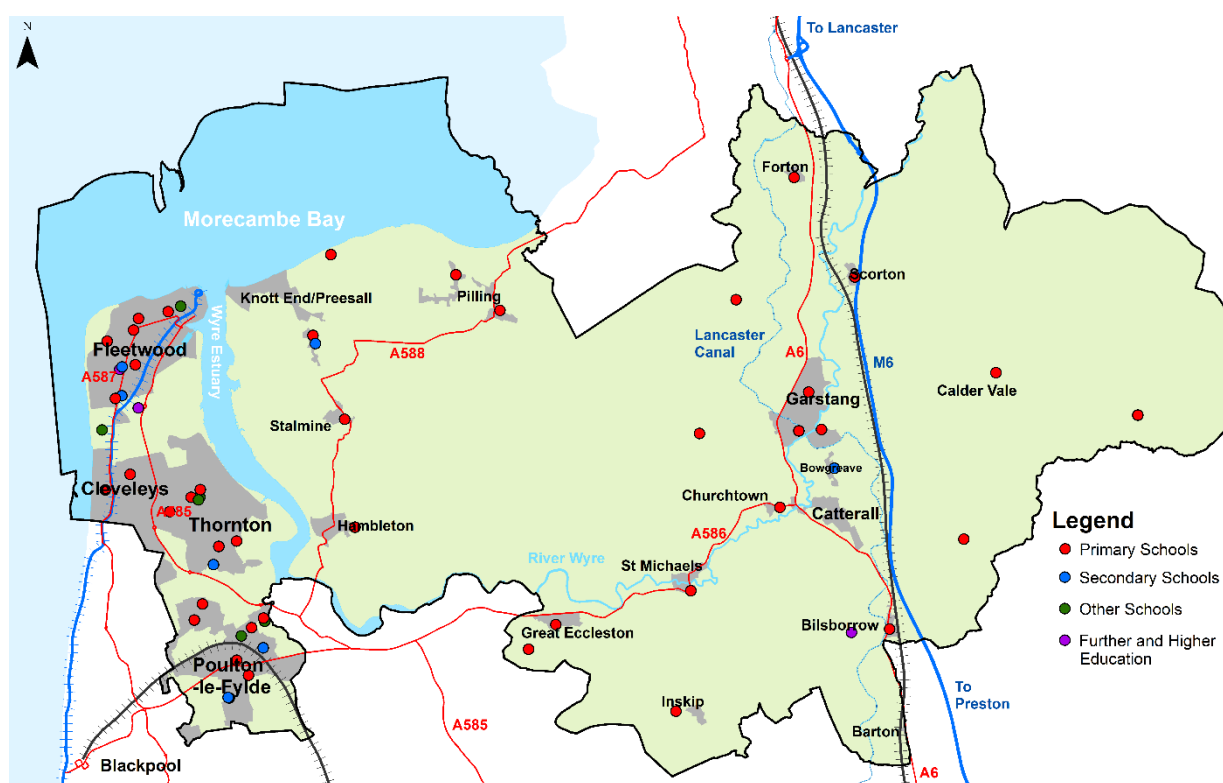 N
To Lancaster
Morecambe Bay
Forton
Scorton
Knott End/Preesall
Pilling
Wyre Estuary
Lancaster
Canal
A6
M6
Fleetwood
A587
A588
Calder Vale
Garstang
Stalmine
Bowgreave
Cleveleys
A585
Thornton
Churchtown
Catterall
Hambleton
A586
River Wyre
St Michaels
Great Eccleston
Bilsborrow
Poulton
-le-Fylde
Inskip
A585
To
Preston
Barton
Blackpool
A6
Legend
Primary Schools
Secondary Schools
Other Schools
Further and Higher
Education